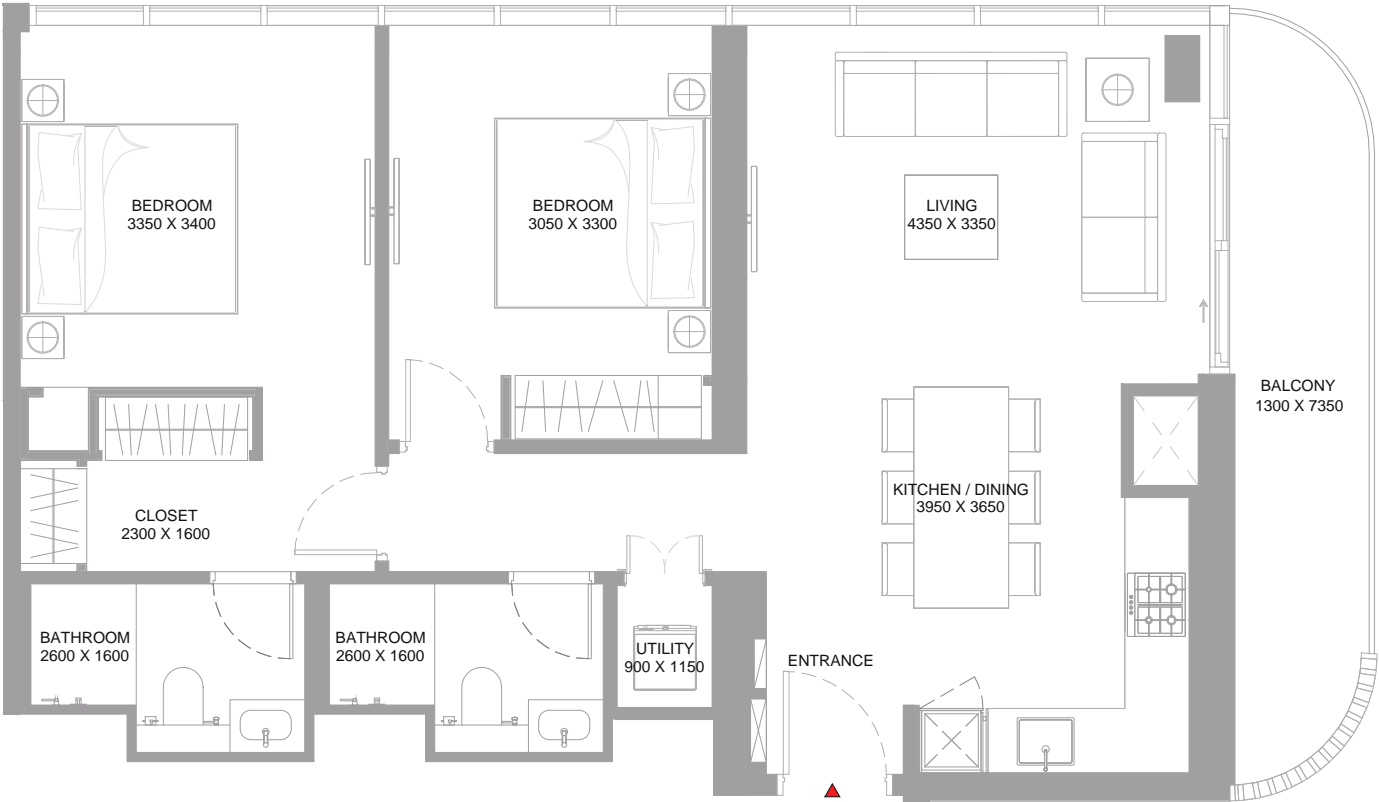 BEDROOM
3350 X 3400
BEDROOM
3050 X 3300
LIVING
4350 X 3350
BALCONY
1300 X 7350
KITCHEN / DINING
3950 X 3650
CLOSET
2300 X 1600
BATHROOM
2600 X 1600
BATHROOM
2600 X 1600
UTILITY
900 X 1150
ENTRANCE